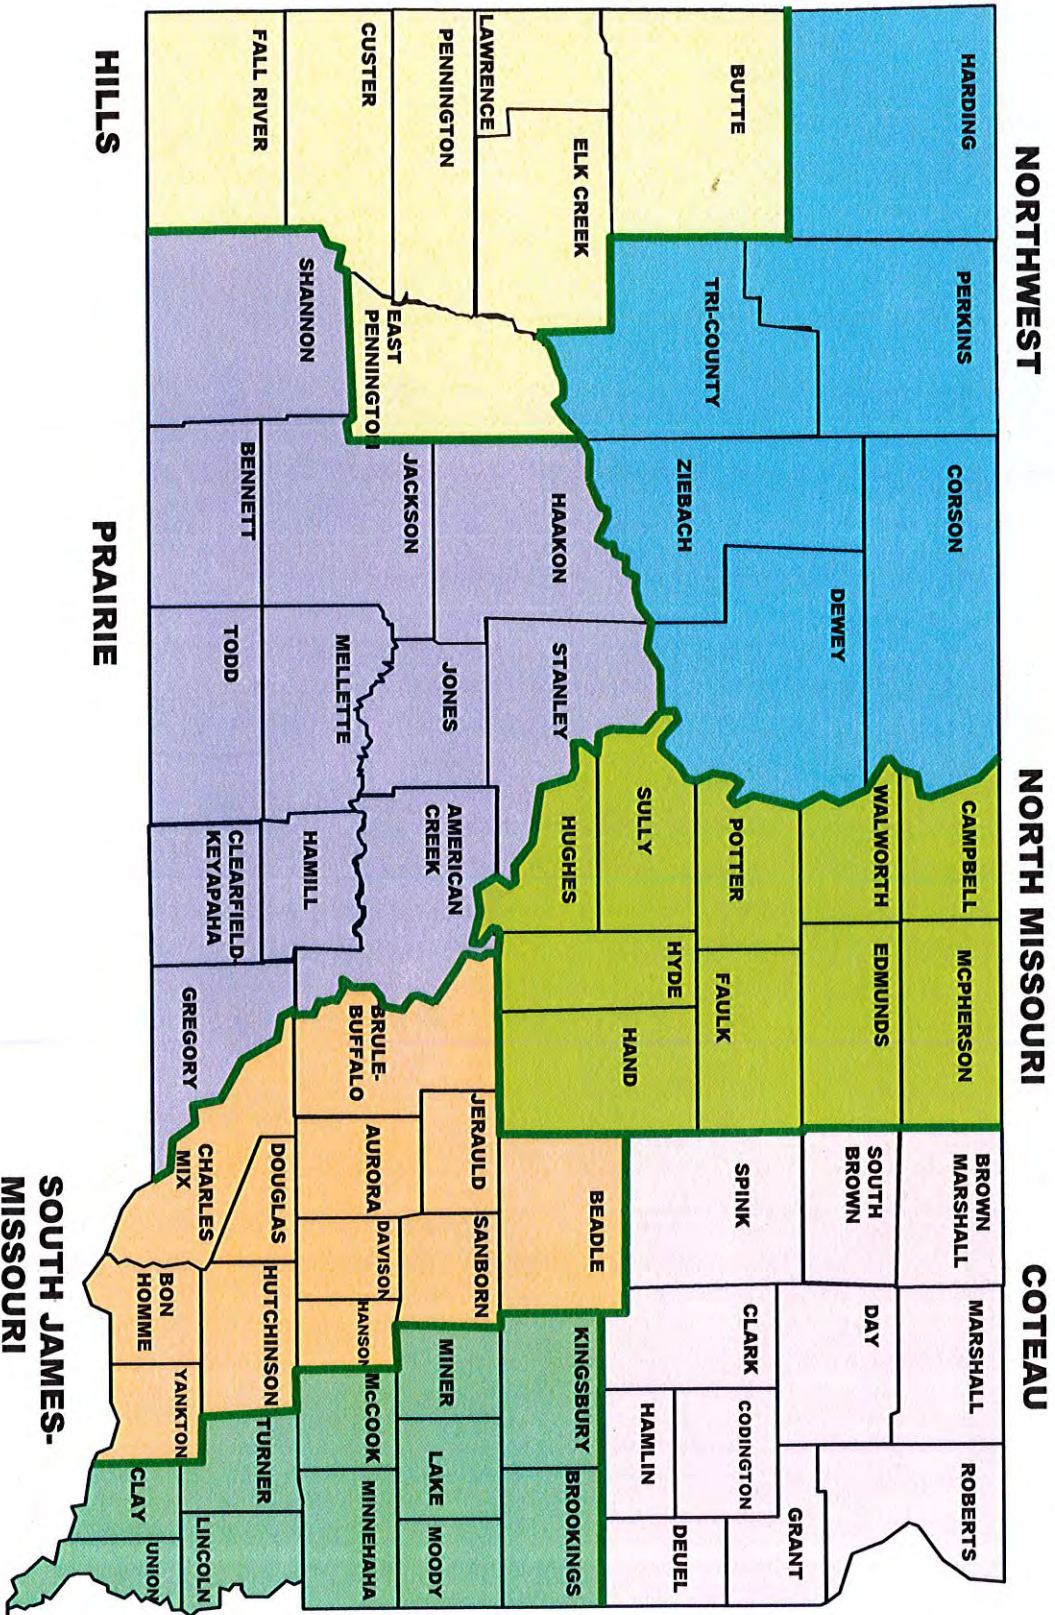 NORTHWEST
NORTH MISSOURI
COTEAU
HARDING
PERKINS
CORSON
CAMPBELL
MCPHERSON
BROWN
MARSHALL
MARSHALL
ROBERTS
BUTTE
TRI-COUNTY
ZIEBACH
DEWEY
WALWORTH
EDMUNDS
SOUTH
BROWN
DAY
GRANT
LAWRENCE
ELK CREEK
POTTER
FAULK
SPINK
CLARK
CODINGTON
HAMLIN
DEUEL
PENNINGTON
EAST
PENNINGTON
HAAKON
STANLEY
SULLY
HUGHES
HYDE
HAND
BEADLE
KINGSBURY
BROOKINGS
CUSTER
JACKSON
JONES
AMERICAN
CREEK
BRULE-
BUFFALO
JERAULD
AURORA
SANBORN
DAVISON
HANSON
MINER
LAKE
MOODY
McCOOK
MINNEHAHA
FALL RIVER
SHANNON
BENNETT
MELLETTE
TODD
HAMILL
CLEARFIELD-
KEYAPAHA
GREGORY
CHARLES
MIX
DOUGLAS
HUTCHINSON
BON
HOMME
YANKTON
TURNER
LINCOLN
CLAY
UNION
HILLS
PRAIRIE
SOUTH JAMES-
MISSOURI